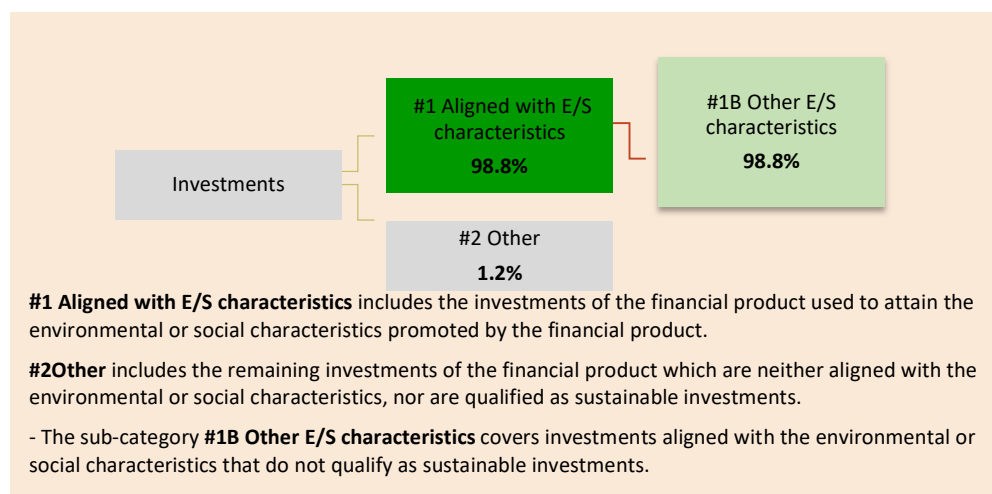 #1 Aligned with E/S
characteristics
98.8%
#1B Other E/S
characteristics
98.8%
Investments
#2 Other
1.2%
#1 Aligned with E/S characteristics includes the investments of the financial product used to attain the
environmental or social characteristics promoted by the financial product.
#2Other includes the remaining investments of the financial product which are neither aligned with the
environmental or social characteristics, nor are qualified as sustainable investments.
- The sub-category #1B Other E/S characteristics covers investments aligned with the environmental or
social characteristics that do not qualify as sustainable investments.